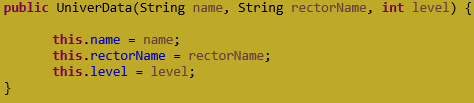 public UniverData(String name, String rectorName, int level) {
this.name = name;
this.rectorName = rectorName;
this.level = level;
}